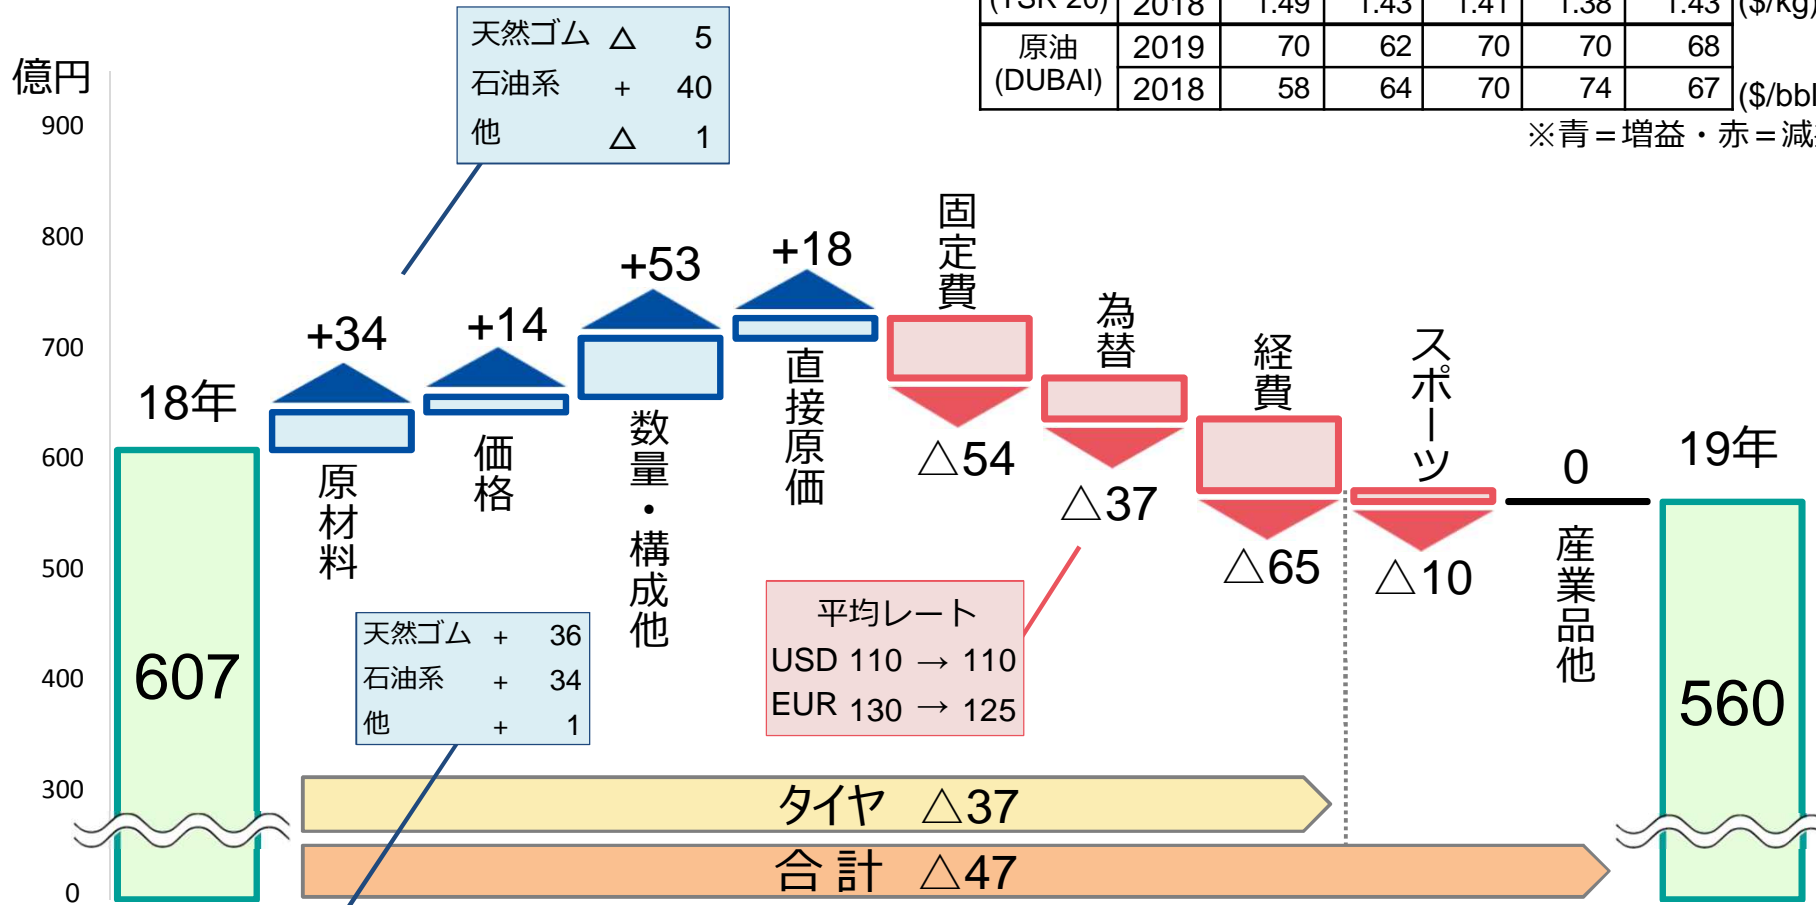 (TSR 20) 2018 1.49 1.43 1.41 1.38 1.43 ($/kg)
原油 (DUBAI) 2019 70 62 70 70 68
2018 58 64 70 74 67 ($/bbl
※青＝増益・赤＝減
天然ゴム △ 5
石油系 + 40
他 △ 1
億円
900
800
700
600
500
400
300
0
18年
607
+34
原材料
+14
価格
+53
数量・構成他
+18
直接原価
固定費
△54
為替
△37
経費
△65
スポーツ
△10
0
産業品他
19年
560
天然ゴム + 36
石油系 + 34
他 + 1
平均レート
USD 110 → 110
EUR 130 → 125
タイヤ △37
合計 △47